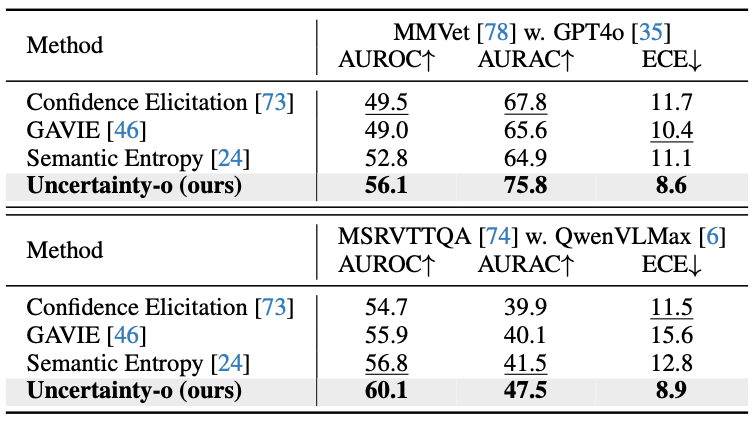 Method MMVet [78] w. GPT4o [35]
AUROC↑ AURAC↑ ECE↓
Confidence Elicitation [73] 49.5 67.8 11.7
GAVIE [46] 49.0 65.6 10.4
Semantic Entropy [24] 52.8 64.9 11.1
Uncertainty-o (ours) 56.1 75.8 8.6
Method MSRVTTQA [74] w. QwenVLMax [6]
AUROC↑ AURAC↑ ECE↓
Confidence Elicitation [73] 54.7 39.9 11.5
GAVIE [46] 55.9 40.1 15.6
Semantic Entropy [24] 56.8 41.5 12.8
Uncertainty-o (ours) 60.1 47.5 8.9